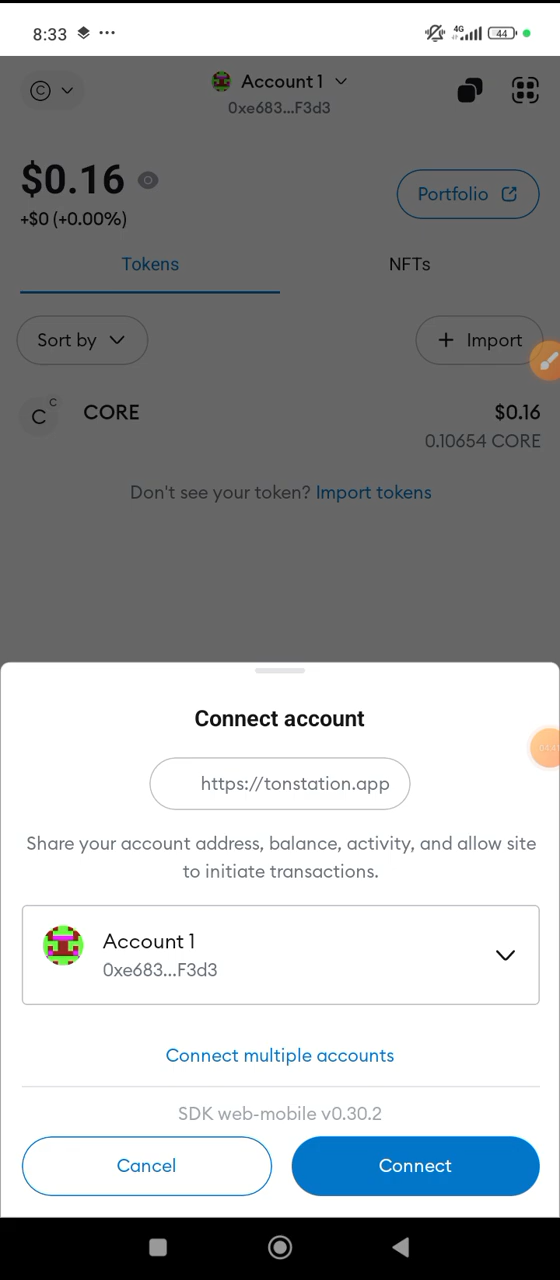 8:33
4G
44
C
Account 1
0xe683...F3d3
$0.16
+$0 (+0.00%)
Portfolio
Tokens
NFTs
Sort by
+ Import
C
C
CORE
$0.16
0.10654 CORE
Don't see your token? Import tokens
Connect account
https://tonstation.app
Share your account address, balance, activity, and allow site
to initiate transactions.
Account 1
0xe683...F3d3
Connect multiple accounts
SDK web-mobile v0.30.2
Cancel
Connect